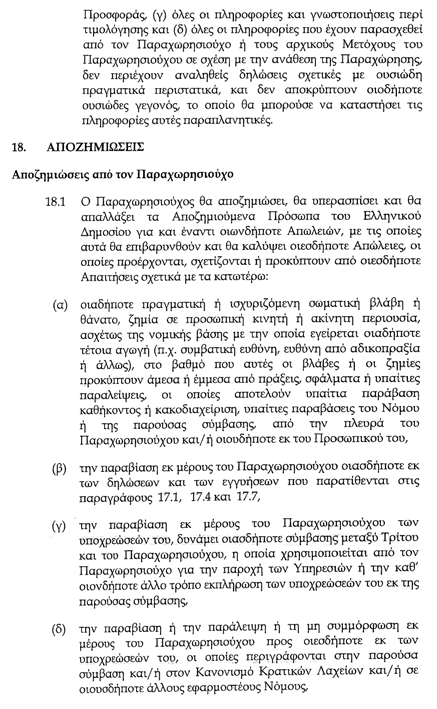 Προσφοράς, (γ) όλες οι πληροφορίες και γνωστοποιήσεις περί
τιμολόγησης και (δ) όλες οι πληροφορίες που έχουν παρασχεθεί
από τον Παραχωρησιούχο ή τους αρχικούς Μετόχους του
Παραχωρησιούχου σε σχέση με την ανάθεση της Παραχώρησης,
δεν περιέχουν αναληθείς δηλώσεις σχετικές με ουσιώδη
πραγματικά περιστατικά, και δεν αποκρύπτουν οιοδήποτε
ουσιώδες γεγονός, το οποίο θα μπορούσε να καταστήσει τις
πληροφορίες αυτές παραπλανητικές.
18. ΑΠΟΖΗΜΙΩΣΕΙΣ
Αποζημιώσεις από τον Παραχωρησιούχο
18.1 Ο Παραχωρησιούχος θα αποζημιώσει, θα υπερασπίσει και θα
απαλλάξει τα Αποζημιούμενα Πρόσωπα του Ελληνικού
Δημοσίου για και έναντι οιωνδήποτε Απωλειών, με τις οποίες
αυτά θα επιβαρυνθούν και θα καλύψει οιεσδήποτε Απώλειες, οι
οποίες προέρχονται, σχετίζονται ή προκύπτουν από οιεσδήποτε
Απαιτήσεις σχετικά με τα κατωτέρω:
(α) οιαδήποτε πραγματική ή ισχυριζόμενη σωματική βλάβη ή
θάνατο, ζημία σε προσωπική κινητή ή ακίνητη περιουσία,
ασχέτως της νομικής βάσης με την οποία εγείρεται οιαδήποτε
τέτοια αγωγή (π.χ. συμβατική ευθύνη, ευθύνη από αδικοπραξία
ή άλλως), στο βαθμό που αυτές οι βλάβες ή οι ζημίες
προκύπτουν άμεσα ή έμμεσα από πράξεις, σφάλματα ή υπαίτιες
παραλείψεις, οι οποίες αποτελούν υπαίτια παράβαση
καθήκοντος ή κακοδιαχείριση, υπαίτιες παραβάσεις του Νόμου
ή της παρούσας σύμβασης, από την πλευρά του
Παραχωρησιούχου και/ή οιουδήποτε εκ του Προσωπικού του,
(β) την παραβίαση εκ μέρους του Παραχωρησιούχου οιασδήποτε εκ
των δηλώσεων και των εγγυήσεων που παρατίθενται στις
παραγράφους 17.1, 17.4 και 17.7,
(γ) την παραβίαση εκ μέρους του Παραχωρησιούχου των
υποχρεώσεών του, δυνάμει οιασδήποτε σύμβασης μεταξύ Τρίτου
και του Παραχωρησιούχου, η οποία χρησιμοποιείται από τον
Παραχωρησιούχο για την παροχή των Υπηρεσιών ή την καθ'
οιονδήποτε άλλο τρόπο εκπλήρωση των υποχρεώσεών του εκ της
παρούσας σύμβασης,
(δ) την παραβίαση ή την παράλειψη ή τη μη συμμόρφωση εκ
μέρους του Παραχωρησιούχου προς οιεσδήποτε εκ των
υποχρεώσεών του, οι οποίες περιγράφονται στην παρούσα
σύμβαση και/ή στον Κανονισμό Κρατικών Λαχείων και/ή σε
οιουσδήποτε άλλους εφαρμοστέους Νόμους,